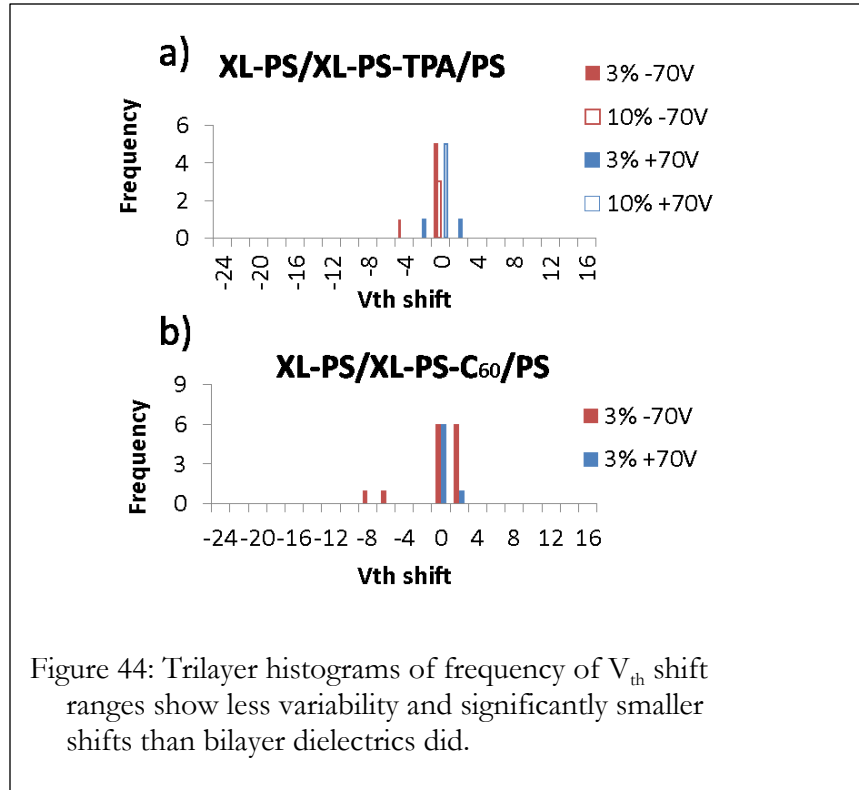 a)
XL-PS/XL-PS-TPA/PS
3% -70V
10% -70V
3% +70V
10% +70V
Frequency
6
4
2
0
-24 -20 -16 -12 -8 -4 0 4 8 12 16
Vth shift
b)
XL-PS/XL-PS-C60/PS
3% -70V
3% +70V
Frequency
9
6
3
0
-24 -20 -16 -12 -8 -4 0 4 8 12 16
Vth shift
Figure 44: Trilayer histograms of frequency of Vth shift
ranges show less variability and significantly smaller
shifts than bilayer dielectrics did.